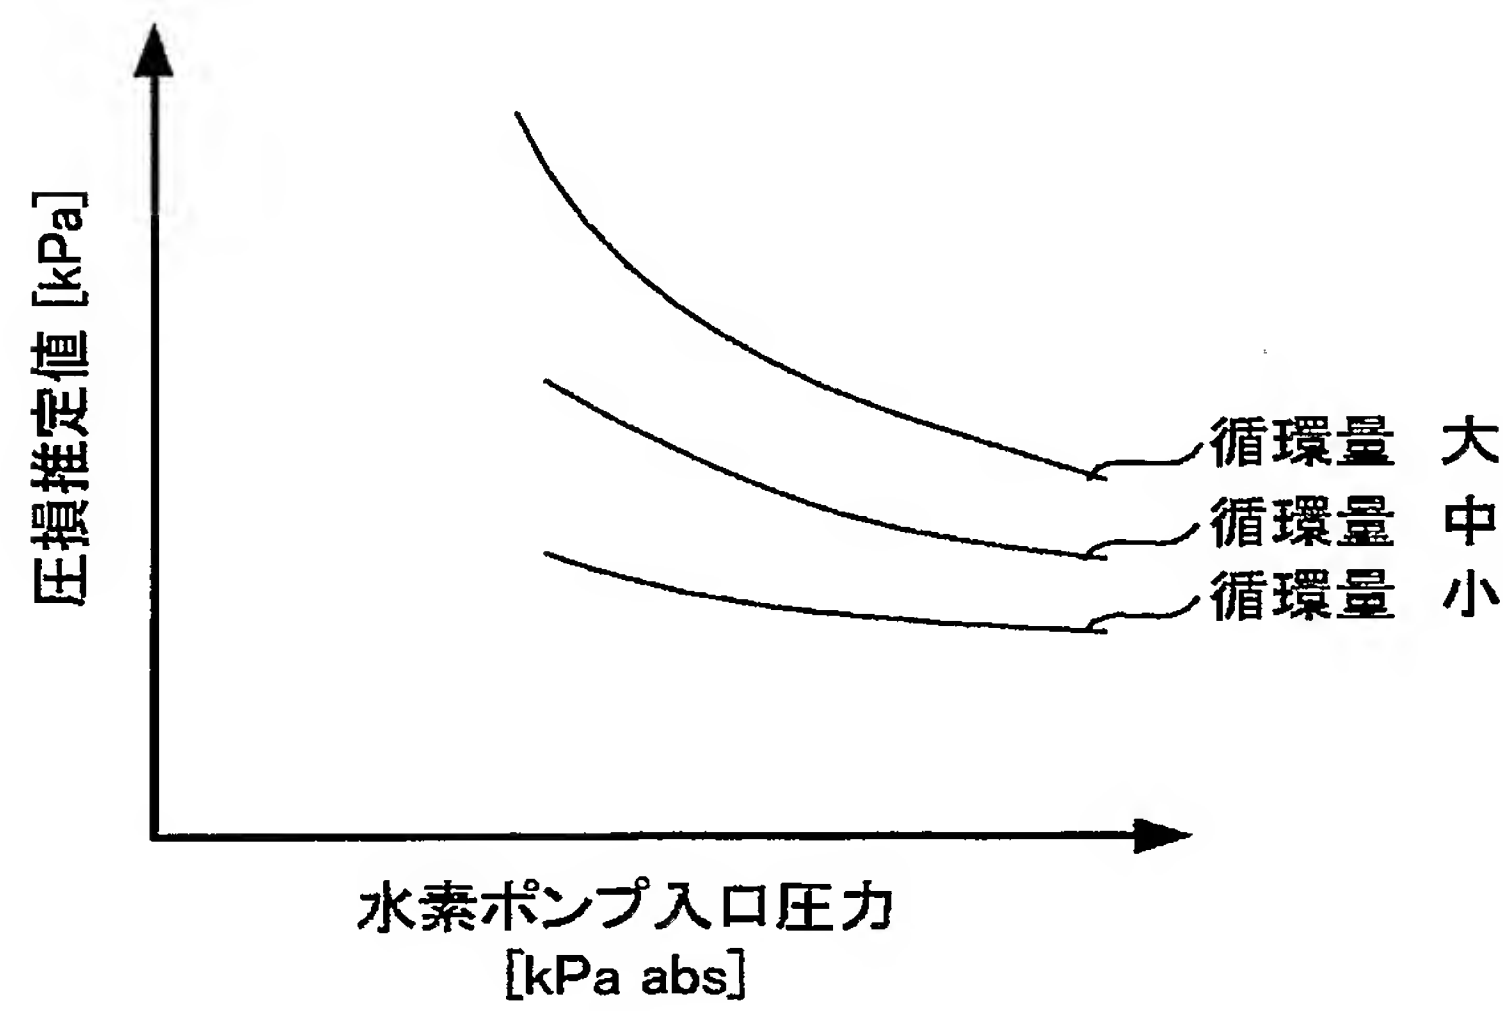 圧損推定値 [kPa]
循環量 大
循環量 中
循環量 小
水素ポンプ入口圧力
[kPa abs]